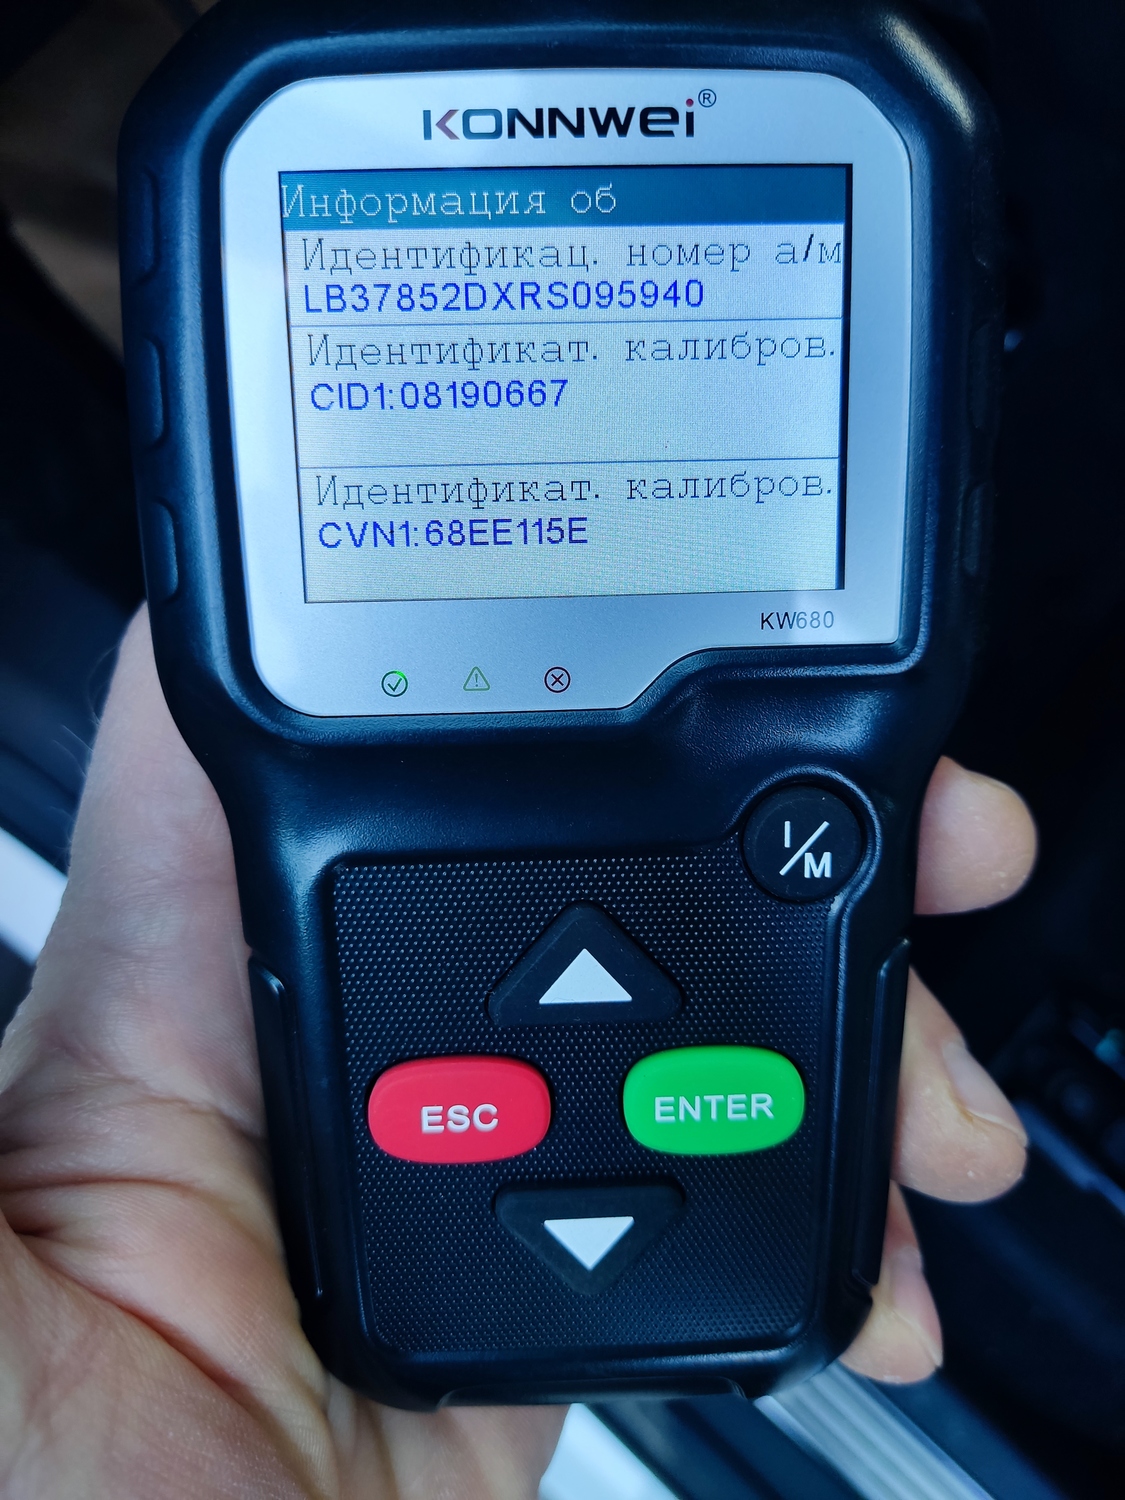 KONNWEI®
Информация об
Идентификац. номер а/м
LB37852DXRS095940
Идентификат. калибров.
CID1:08190667
Идентификат. калибров.
CVN1:68EE115E
KW680
I/M
ESC
ENTER